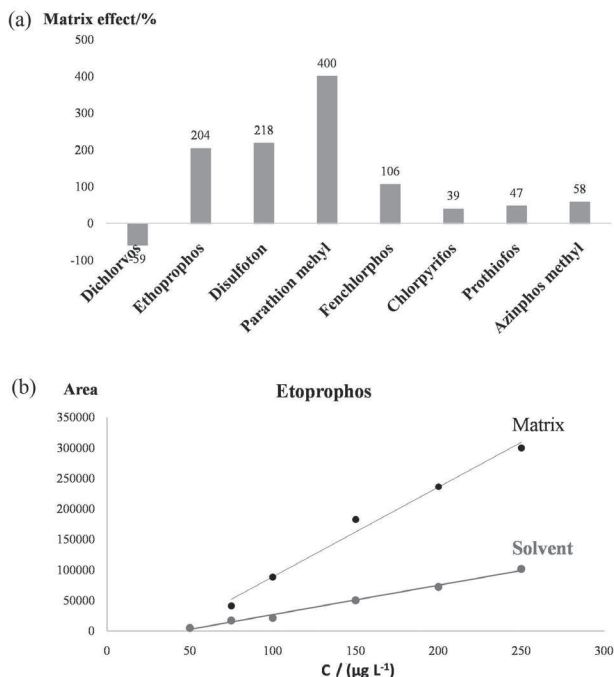 (a) Matrix effect/%
500
400
300
200
100
0
-100
-59
204
218
400
106
39
47
58
Dichlorvos
Ethoprophos
Disulfoton
Parathion mehyl
Fenchlorphos
Chlorpyrifos
Prothiofos
Azinphos methyl
(b) Area
Etoprophos
350000
300000
250000
200000
150000
100000
50000
0
Matrix
Solvent
0 50 100 150 200 250 300
C / (µg L⁻¹)